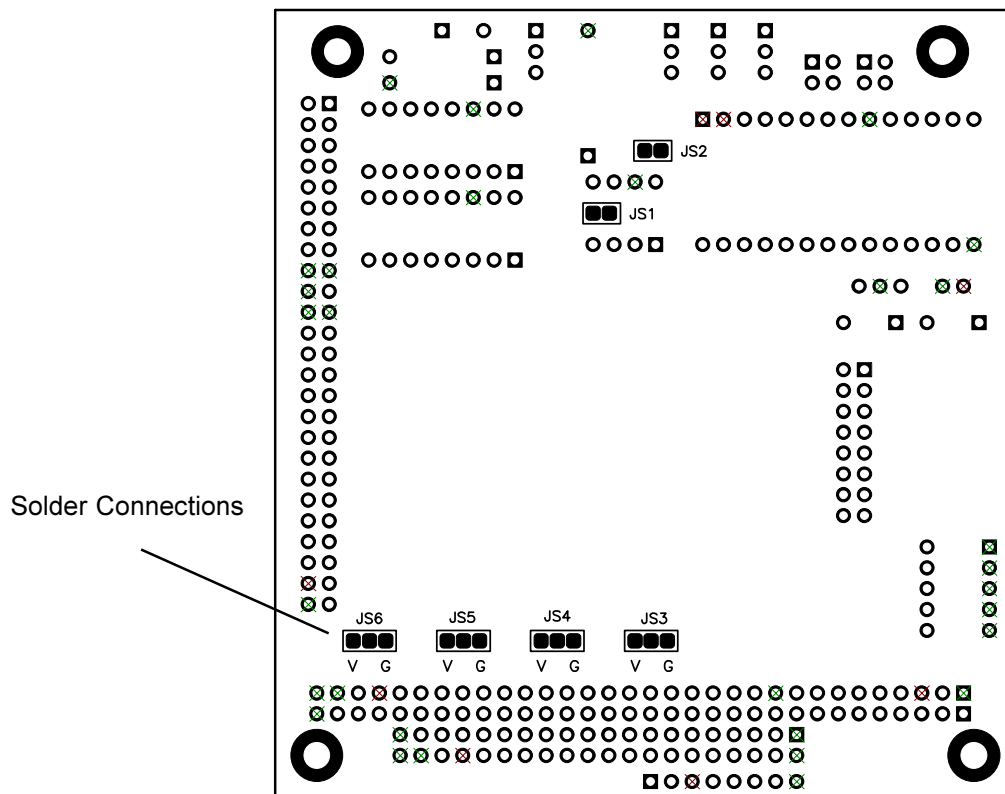 JS2
JS1
Solder Connections
JS6 JS5 JS4 JS3
V G V G V G V G